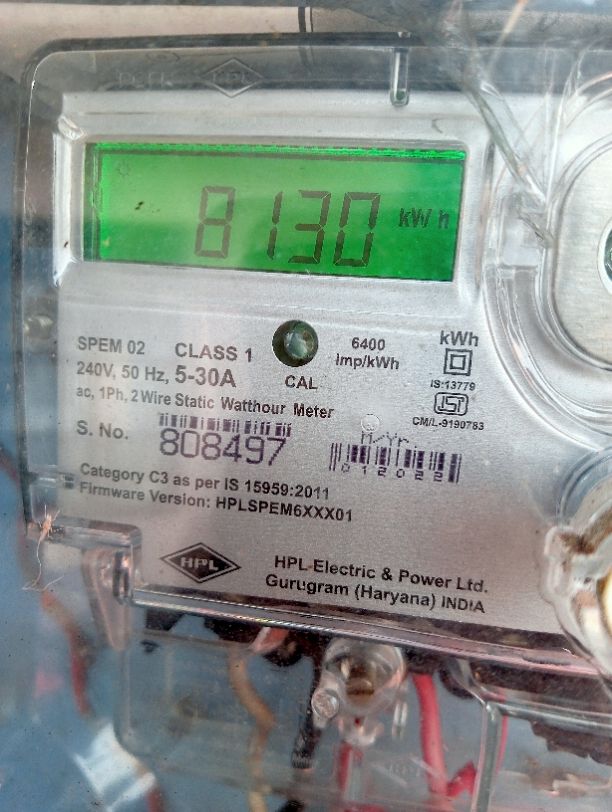 HPL
8130 kWh
SPEM 02 CLASS 1
240V, 50 Hz, 5-30A
ac, 1Ph, 2 Wire Static Watthour Meter
CAL
6400
imp/kWh
kWh
IS:13779
ISI
CM/L-9190783
S. No. 808497
M/Yr.
012022
Category C3 as per IS 15959:2011
Firmware Version: HPLSPEM6XXX01
HPL
HPL Electric & Power Ltd.
Gurugram (Haryana) INDIA